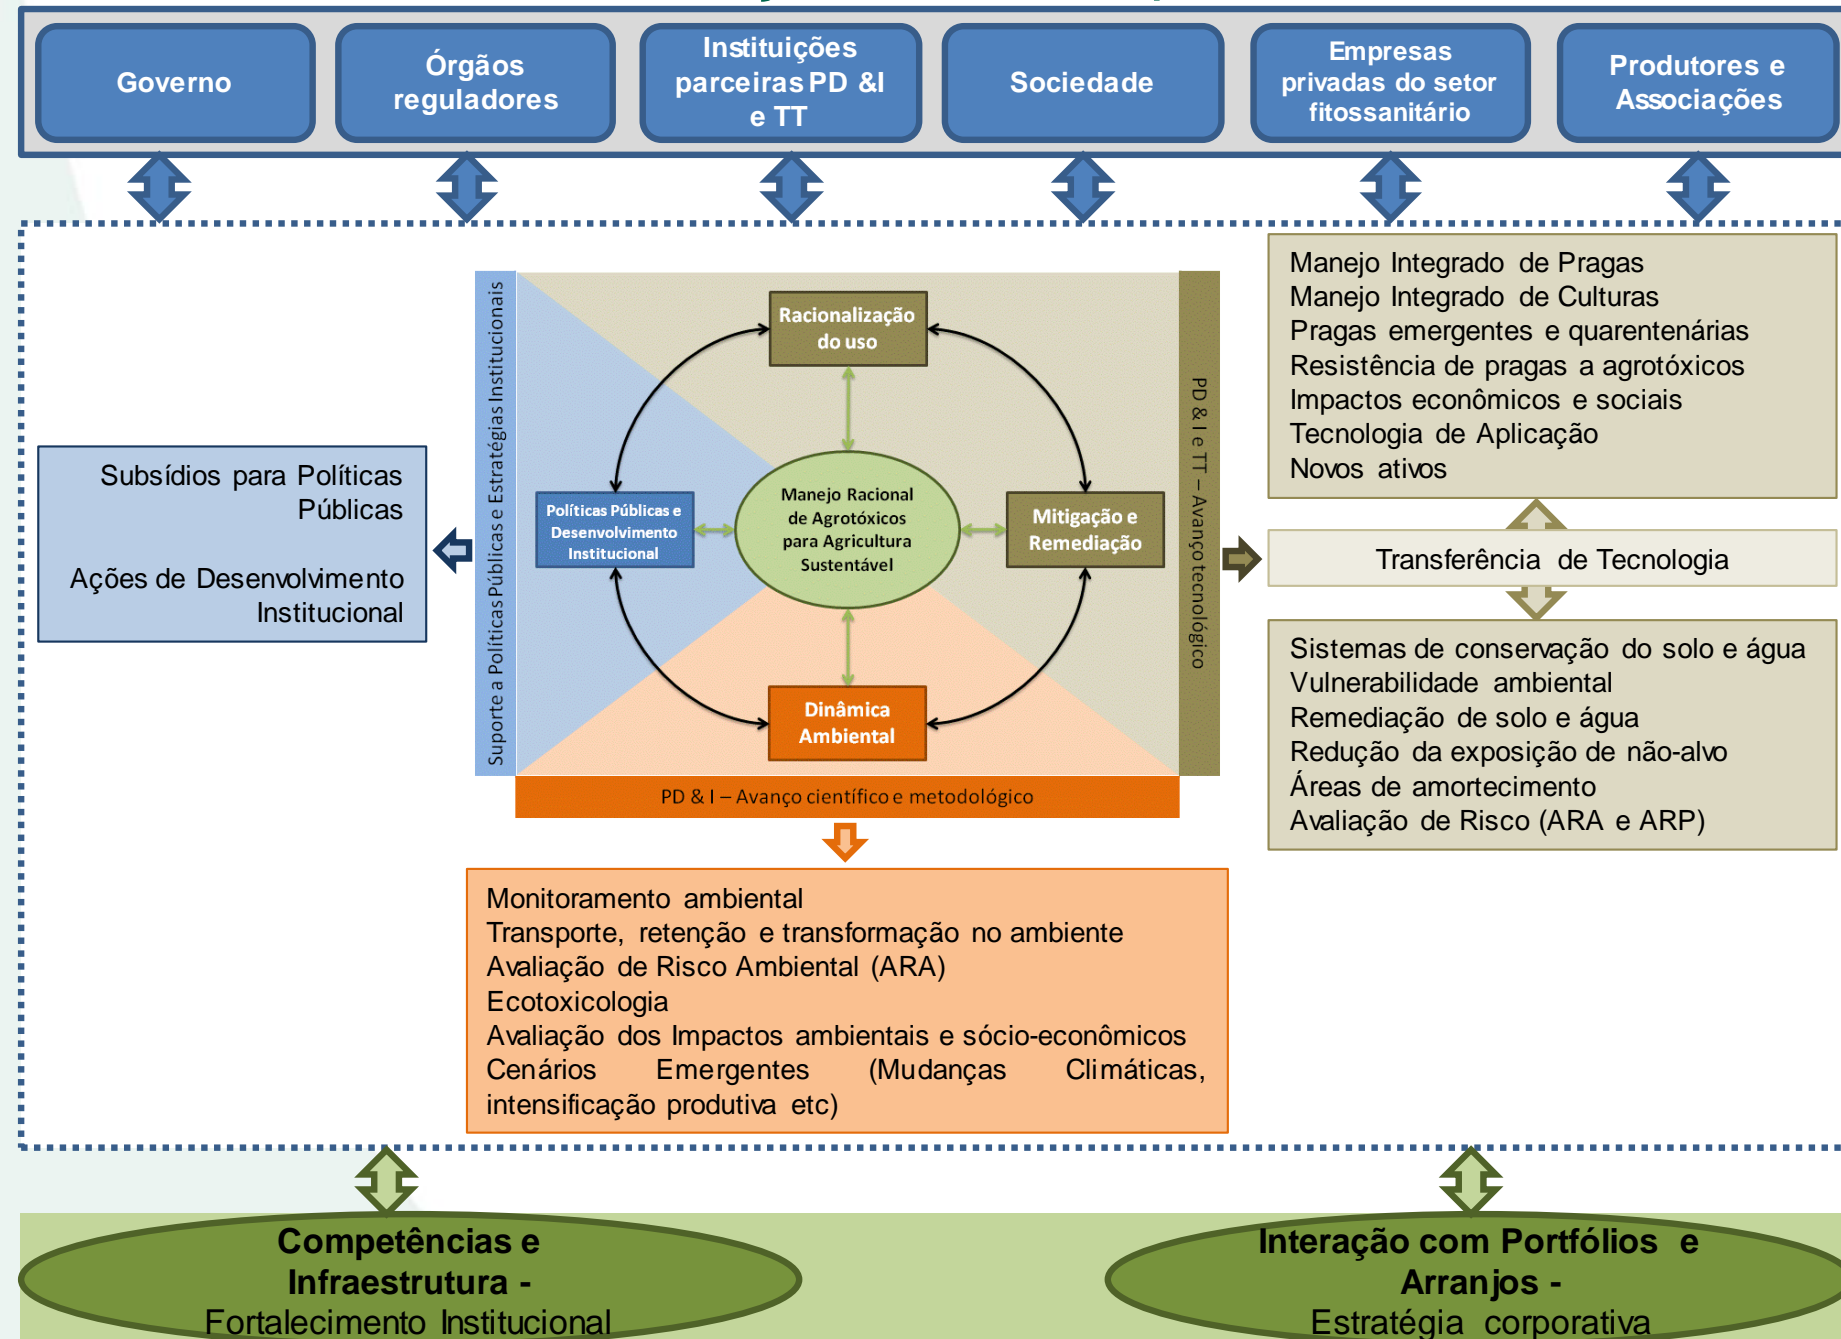 Governo
Órgãos
reguladores
Instituições
parceiras PD &I
e TT
Sociedade
Empresas
privadas do setor
fitossanitário
Produtores e
Associações
Suporte a Políticas Públicas e Estratégias Institucionais
Racionalização
do uso
Políticas Públicas e
Desenvolvimento
Institucional
Manejo Racional
de Agrotóxicos
para Agricultura
Sustentável
Mitigação e
Remediação
Dinâmica
Ambiental
PD & I e TT – Avanço tecnológico
PD & I – Avanço científico e metodológico
Subsídios para Políticas
Públicas
Ações de Desenvolvimento
Institucional
Manejo Integrado de Pragas
Manejo Integrado de Culturas
Pragas emergentes e quarentenárias
Resistência de pragas a agrotóxicos
Impactos econômicos e sociais
Tecnologia de Aplicação
Novos ativos
Transferência de Tecnologia
Sistemas de conservação do solo e água
Vulnerabilidade ambiental
Remediação de solo e água
Redução da exposição de não-alvo
Áreas de amortecimento
Avaliação de Risco (ARA e ARP)
Monitoramento ambiental
Transporte, retenção e transformação no ambiente
Avaliação de Risco Ambiental (ARA)
Ecotoxicologia
Avaliação dos Impactos ambientais e sócio-econômicos
Cenários Emergentes (Mudanças Climáticas,
intensificação produtiva etc)
Competências e
Infraestrutura -
Fortalecimento Institucional
Interação com Portfólios e
Arranjos -
Estratégia corporativa